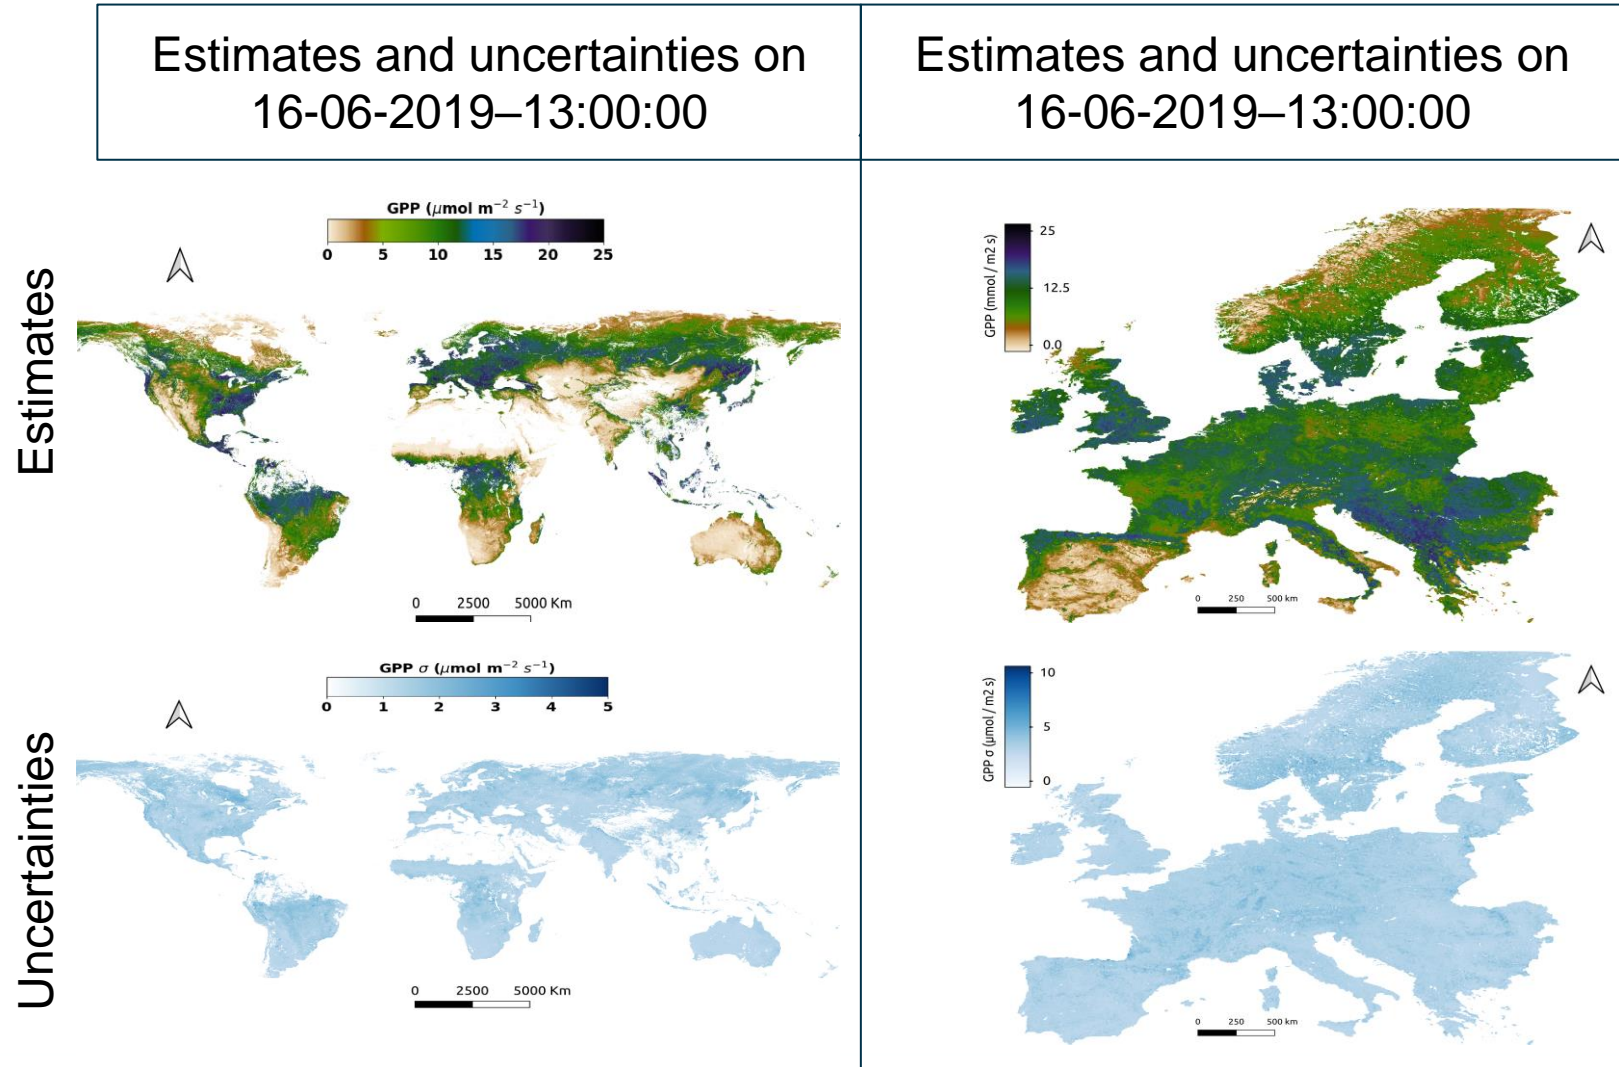 Estimates and uncertainties on
16-06-2019–13:00:00
Estimates and uncertainties on
16-06-2019–13:00:00
Estimates
GPP (μmol m⁻² s⁻¹)
0 5 10 15 20 25
0 2500 5000 Km
GPP (mmol / m2 s)
25
12.5
0.0
0 250 500 km
Uncertainties
GPP σ (μmol m⁻² s⁻¹)
0 1 2 3 4 5
0 2500 5000 Km
GPP σ (μmol / m2 s)
10
5
0
0 250 500 km